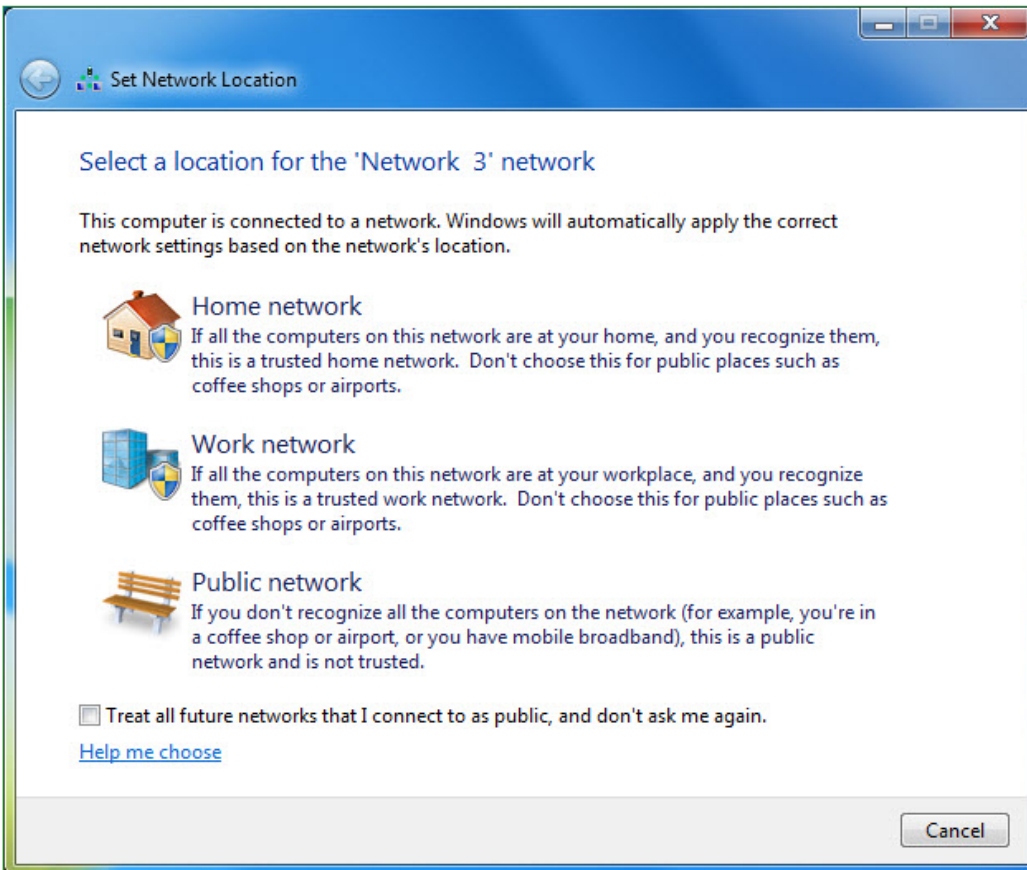 Set Network Location
Select a location for the 'Network  3' network
This computer is connected to a network. Windows will automatically apply the correct
network settings based on the network's location.
Home network
If all the computers on this network are at your home, and you recognize them,
this is a trusted home network.  Don't choose this for public places such as
coffee shops or airports.
Work network
If all the computers on this network are at your workplace, and you recognize
them, this is a trusted work network.  Don't choose this for public places such as
coffee shops or airports.
Public network
If you don't recognize all the computers on the network (for example, you're in
a coffee shop or airport, or you have mobile broadband), this is a public
network and is not trusted.
Treat all future networks that I connect to as public, and don't ask me again.
Help me choose
Cancel